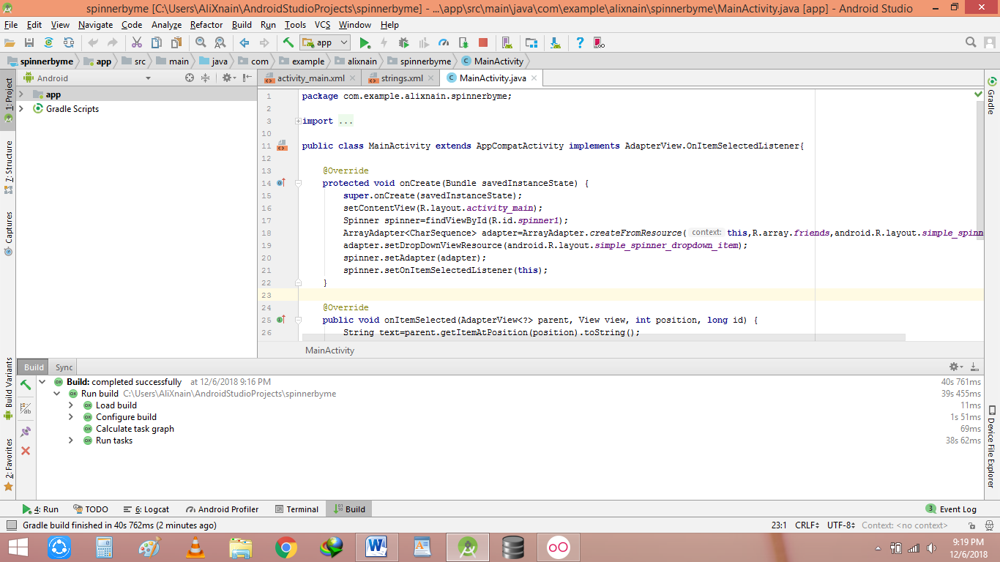 spinnerbyme [C:\Users\AliXnain\AndroidStudioProjects\spinnerbyme] - ...\app\src\main\java\com\example\alixnain\spinnerbyme\MainActivity.java [app] - Android Studio
File Edit View Navigate Code Analyze Refactor Build Run Tools VCS Window Help
app
spinnerbyme app src main java com example alixnain spinnerbyme MainActivity
Android
activity_main.xml strings.xml MainActivity.java
app
Gradle Scripts
1: Project
7: Structure
Captures
Build Variants
2: Favorites
Gradle
Device File Explorer
1 package com.example.alixnain.spinnerbyme;
2
3 import ...
10
11 public class MainActivity extends AppCompatActivity implements AdapterView.OnItemSelectedListener{
12
13 @Override
14 protected void onCreate(Bundle savedInstanceState) {
15 super.onCreate(savedInstanceState);
16 setContentView(R.layout.activity_main);
17 Spinner spinner=findViewById(R.id.spinner1);
18 ArrayAdapter<CharSequence> adapter=ArrayAdapter.createFromResource( context: this,R.array.friends,android.R.layout.simple_spinn
19 adapter.setDropDownViewResource(android.R.layout.simple_spinner_dropdown_item);
20 spinner.setAdapter(adapter);
21 spinner.setOnItemSelectedListener(this);
22 }
23
24 @Override
25 public void onItemSelected(AdapterView<?> parent, View view, int position, long id) {
26 String text=parent.getItemAtPosition(position).toString();
MainActivity
Build Sync
Build: completed successfully at 12/6/2018 9:16 PM 40s 761ms
Run build C:\Users\AliXnain\AndroidStudioProjects\spinnerbyme 39s 455ms
Load build 11ms
Configure build 1s 51ms
Calculate task graph 69ms
Run tasks 38s 62ms
4: Run TODO 6: Logcat Android Profiler Terminal Build 3 Event Log
Gradle build finished in 40s 762ms (2 minutes ago) 23:1 CRLF UTF-8 Context: <no context>
9:19 PM
12/6/2018